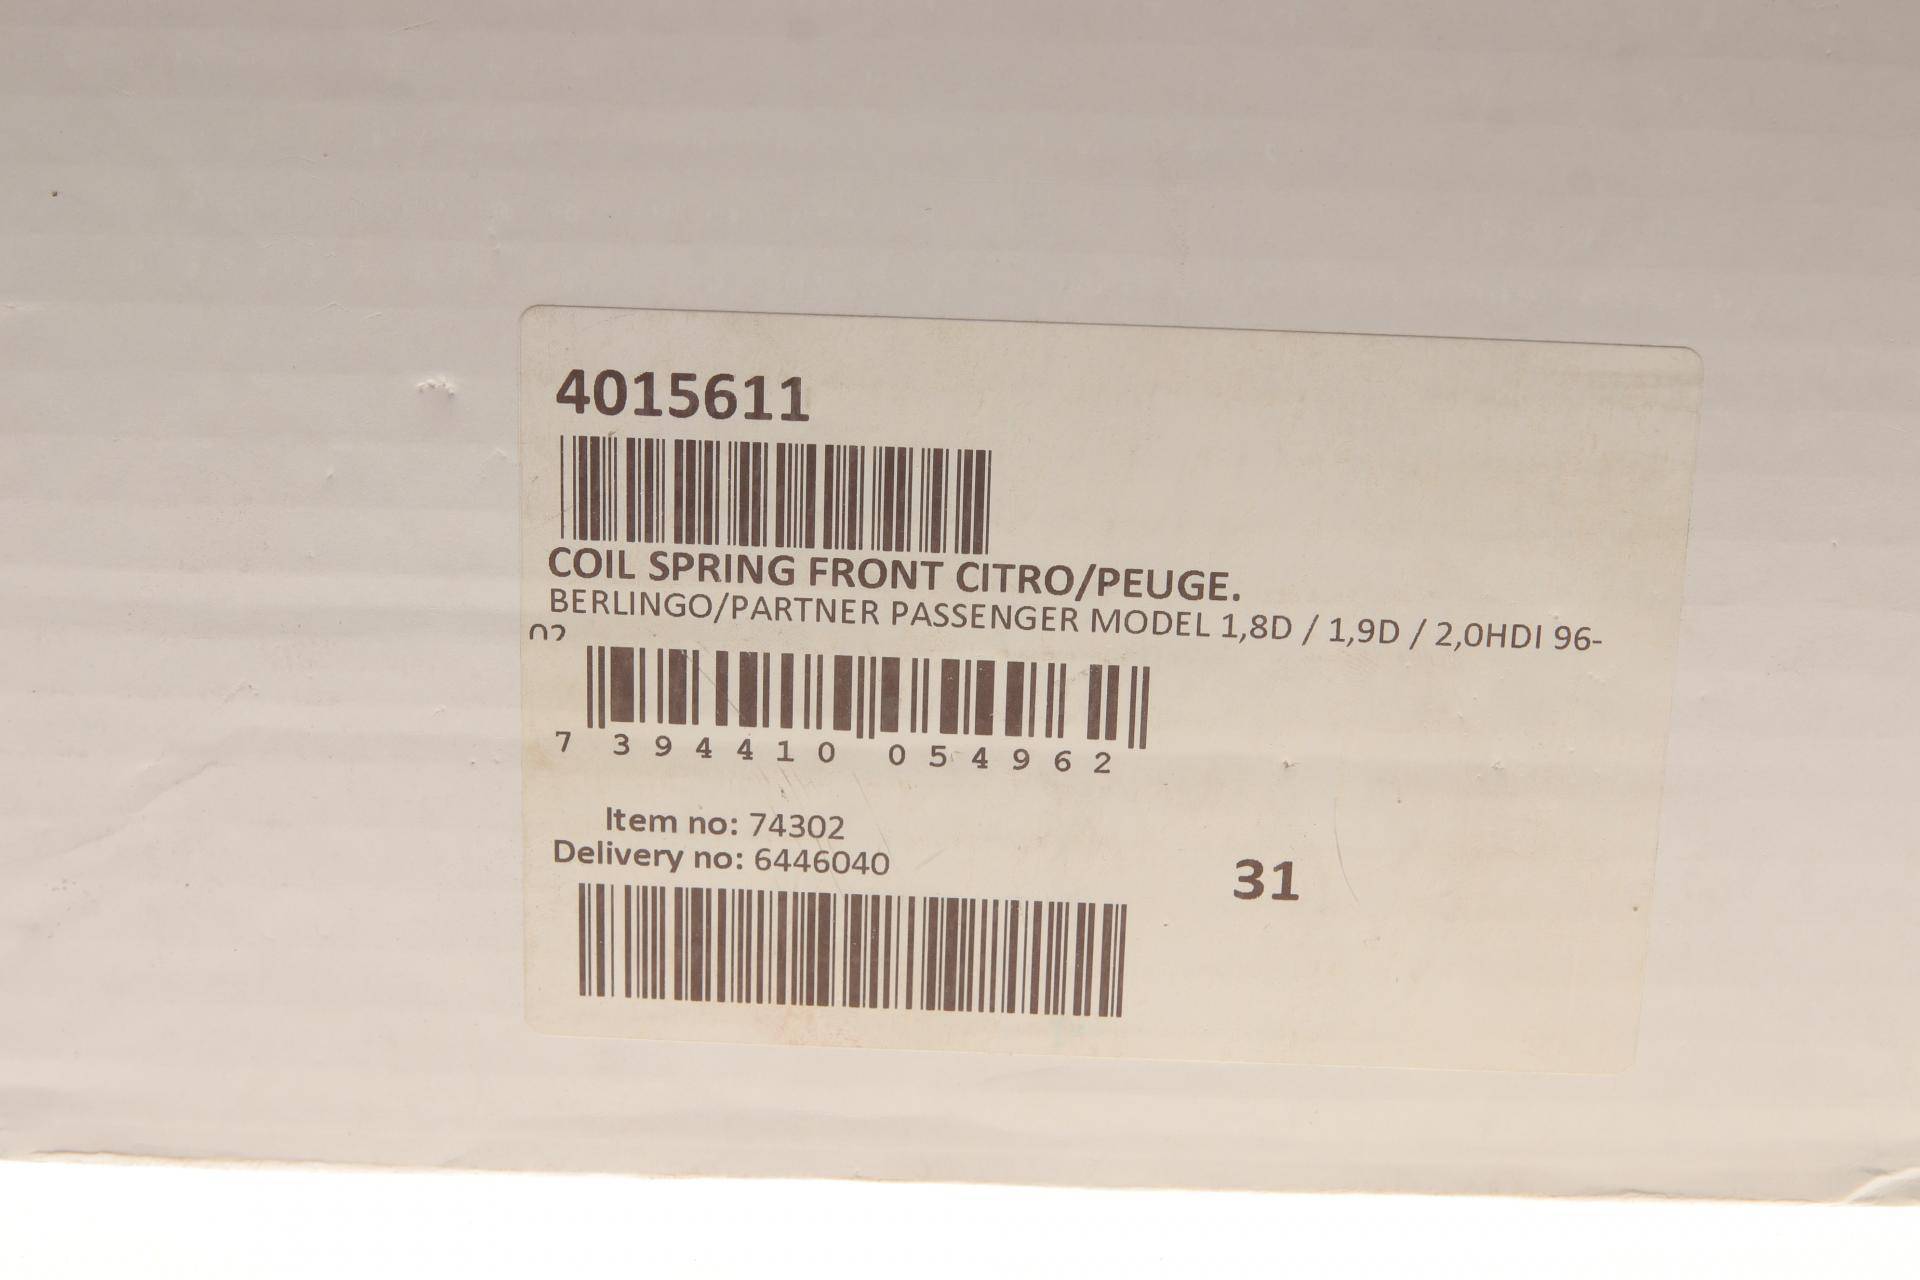 4015611
COIL SPRING FRONT CITRO/PEUGE.
BERLINGO/PARTNER PASSENGER MODEL 1,8D / 1,9D / 2,0HDI 96-
02
7 394410 054962
Item no: 74302
Delivery no: 6446040
31